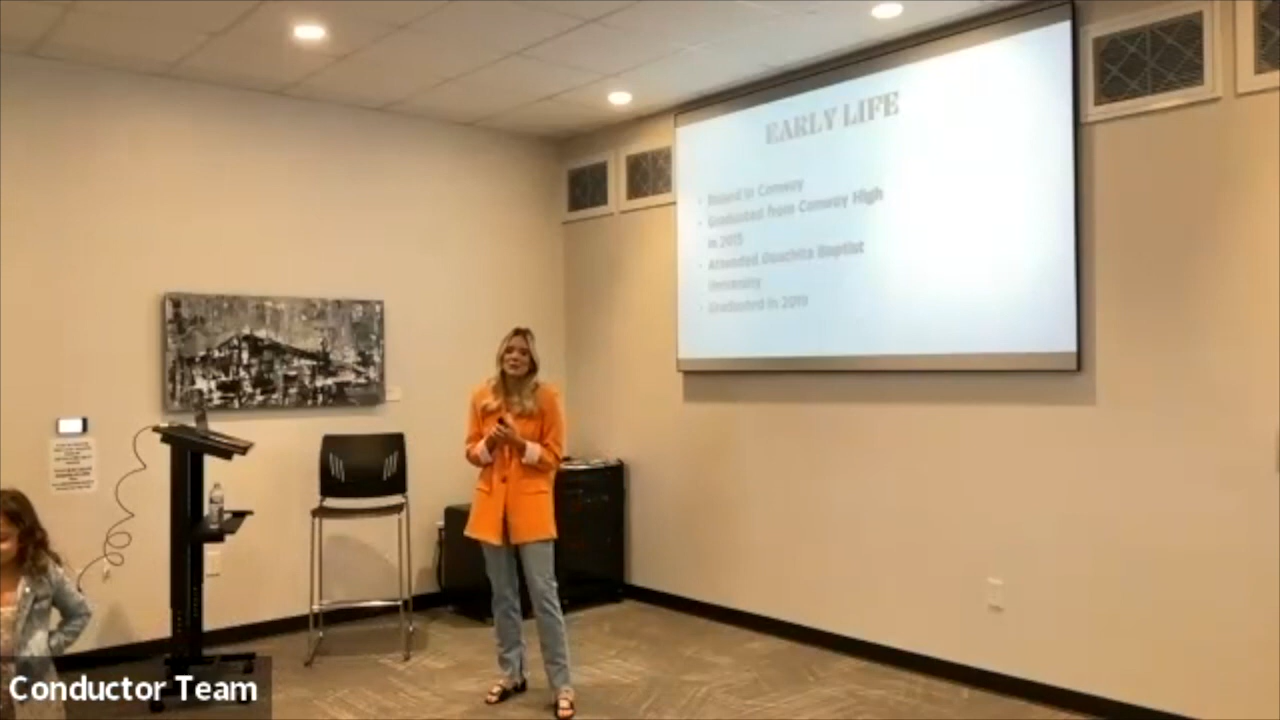 EARLY LIFE
Raised in Conway
Graduated from Conway High
in 2015
Attended Ouachita Baptist
University
Graduated in 2019
Conductor Team